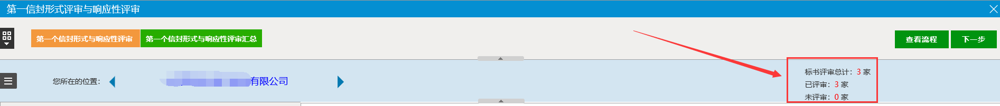 第一信封形式评审与响应性评审
第一个信封形式与响应性评审
第一个信封形式与响应性评审汇总
查看流程
下一步
您所在的位置：
有限公司
标书评审总计：3 家
已评审：3 家
未评审：0 家